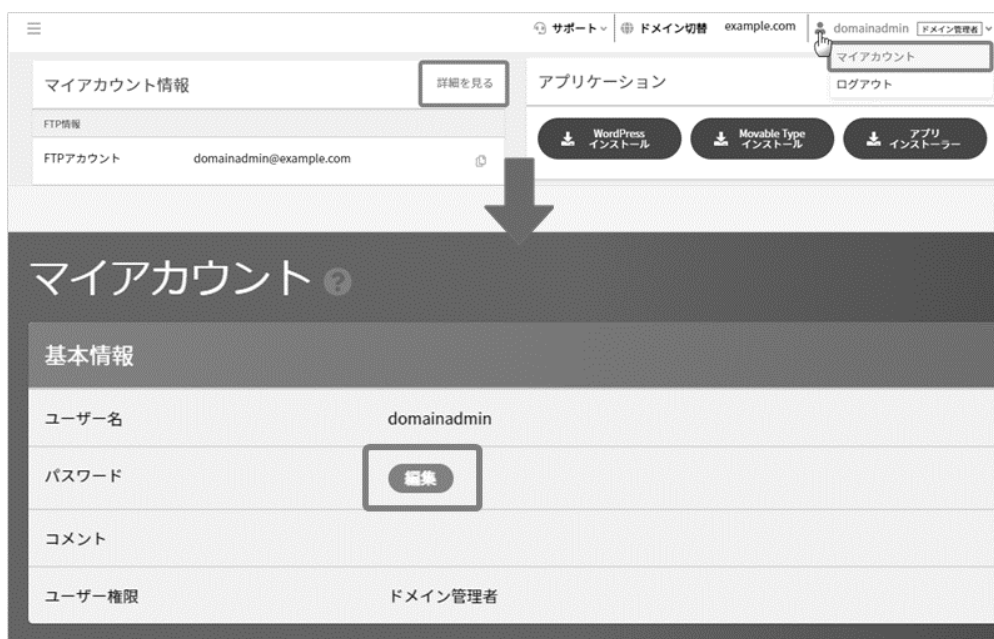 サポート ドメイン切替 example.com domainadmin ドメイン管理者
マイアカウント
ログアウト
マイアカウント情報 詳細を見る
FTP情報
FTPアカウント domainadmin@example.com
アプリケーション
WordPress
インストール
Movable Type
インストール
アプリ
インストーラー
マイアカウント ?
基本情報
ユーザー名 domainadmin
パスワード 編集
コメント
ユーザー権限 ドメイン管理者